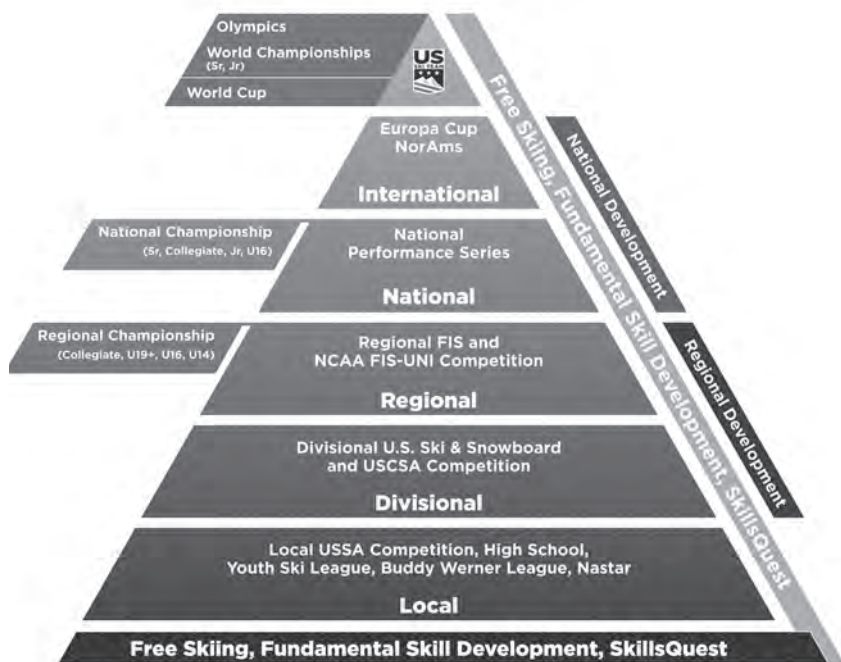 Olympics
World Championships
(Sr, Jr)
World Cup
US
SKI TEAM
Europa Cup
NorAms
International
National Championship
(Sr, Collegiate, Jr, U16)
National
Performance Series
National
Regional Championship
(Collegiate, U19+, U16, U14)
Regional FIS and
NCAA FIS-UNI Competition
Regional
Divisional U.S. Ski & Snowboard
and USCSA Competition
Divisional
Local USSA Competition, High School,
Youth Ski League, Buddy Werner League, Nastar
Local
Free Skiing, Fundamental Skill Development, SkillsQuest
Free Skiing, Fundamental Skill Development, SkillsQuest
National Development
Regional Development